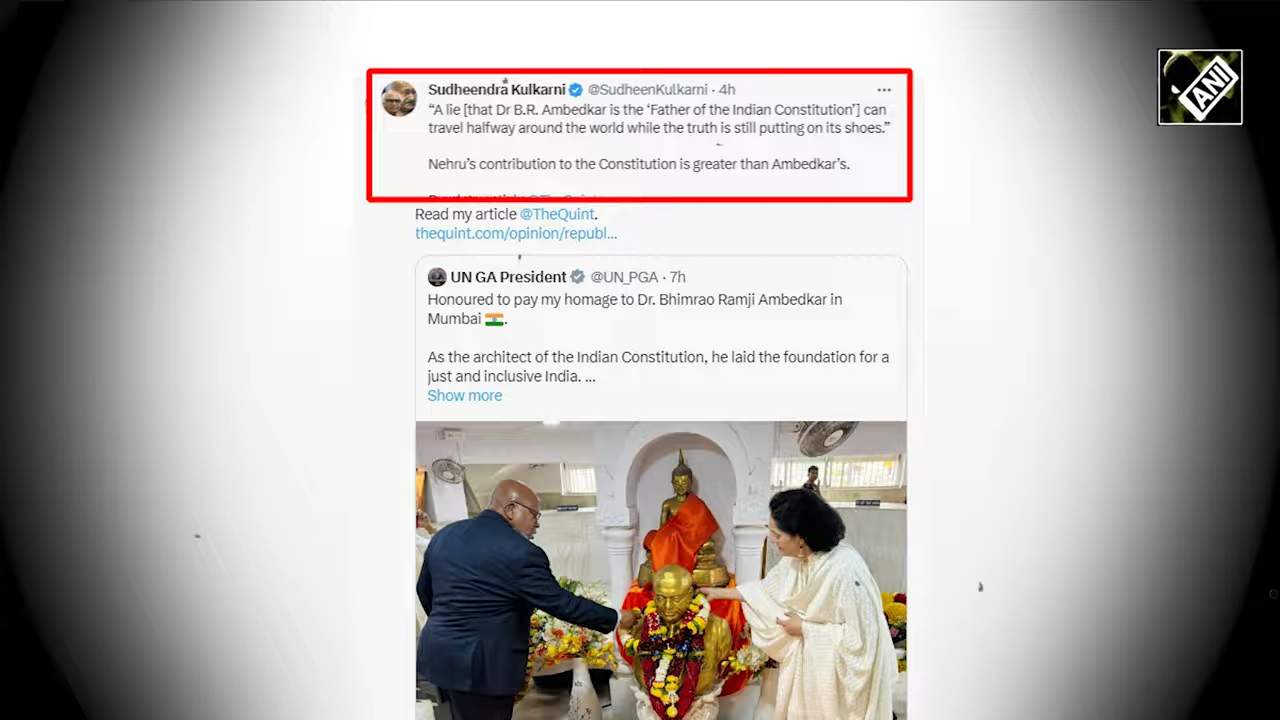 Sudheendra Kulkarni @SudheenKulkarni · 4h
“A lie [that Dr B.R. Ambedkar is the ‘Father of the Indian Constitution’] can
travel halfway around the world while the truth is still putting on its shoes.”
Nehru’s contribution to the Constitution is greater than Ambedkar’s.
Read my article @TheQuint.
thequint.com/opinion/republ...
UN GA President @UN_PGA · 7h
Honoured to pay my homage to Dr. Bhimrao Ramji Ambedkar in
Mumbai 🇮🇳.
As the architect of the Indian Constitution, he laid the foundation for a
just and inclusive India. ...
Show more
ANI